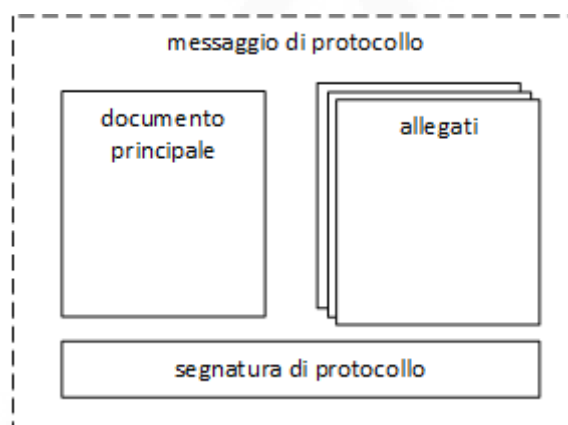 messaggio di protocollo
documento
principale
allegati
segnatura di protocollo